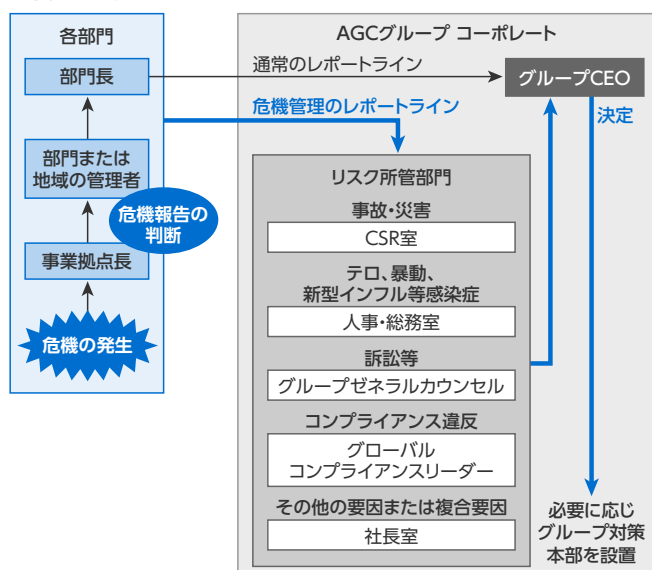 各部門
部門長
部門または
地域の管理者
危機報告の
判断
事業拠点長
危機の発生
AGCグループ コーポレート
通常のレポートライン
グループCEO
危機管理のレポートライン
決定
リスク所管部門
事故・災害
CSR室
テロ、暴動、
新型インフル等感染症
人事・総務室
訴訟等
グループゼネラルカウンセル
コンプライアンス違反
グローバル
コンプライアンスリーダー
その他の要因または複合要因
社長室
必要に応じ
グループ対策
本部を設置